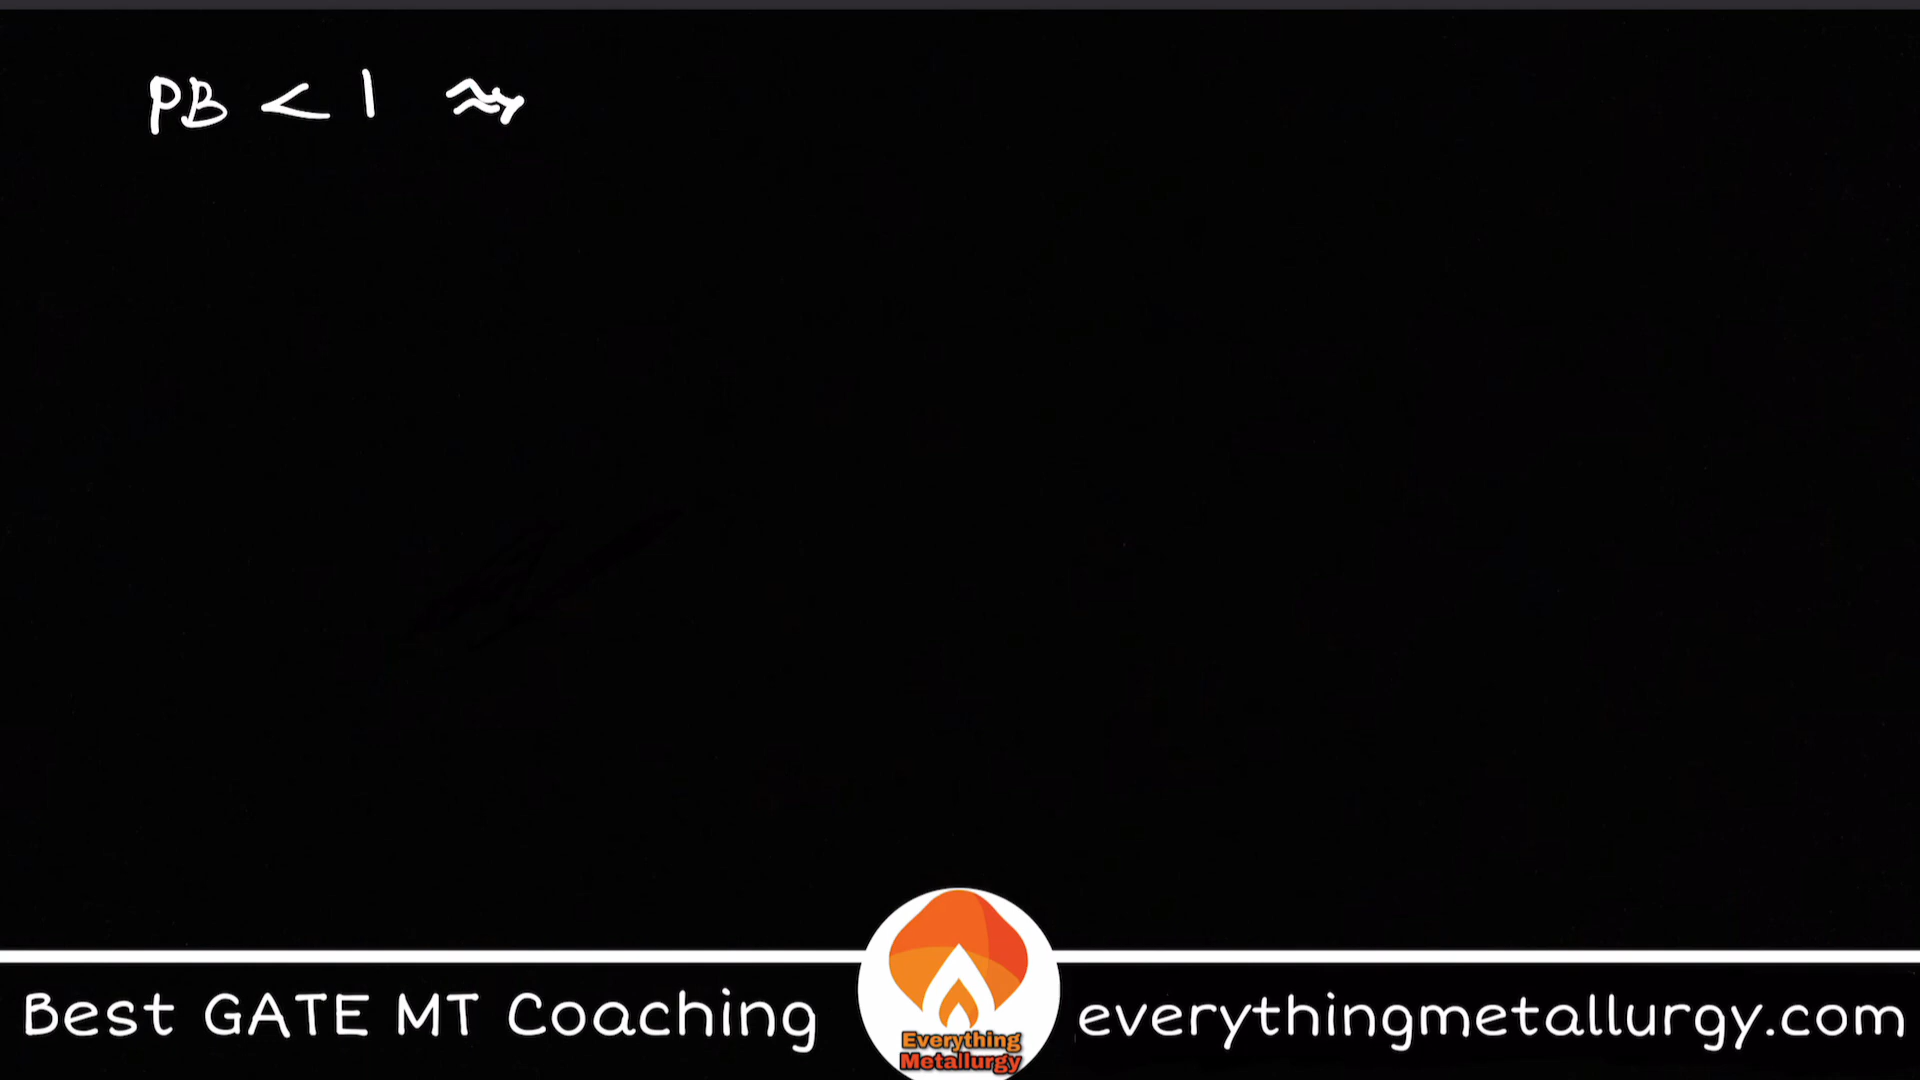 PB < 1
Best GATE MT Coaching
Everything
Metallurgy
everythingmetallurgy.com